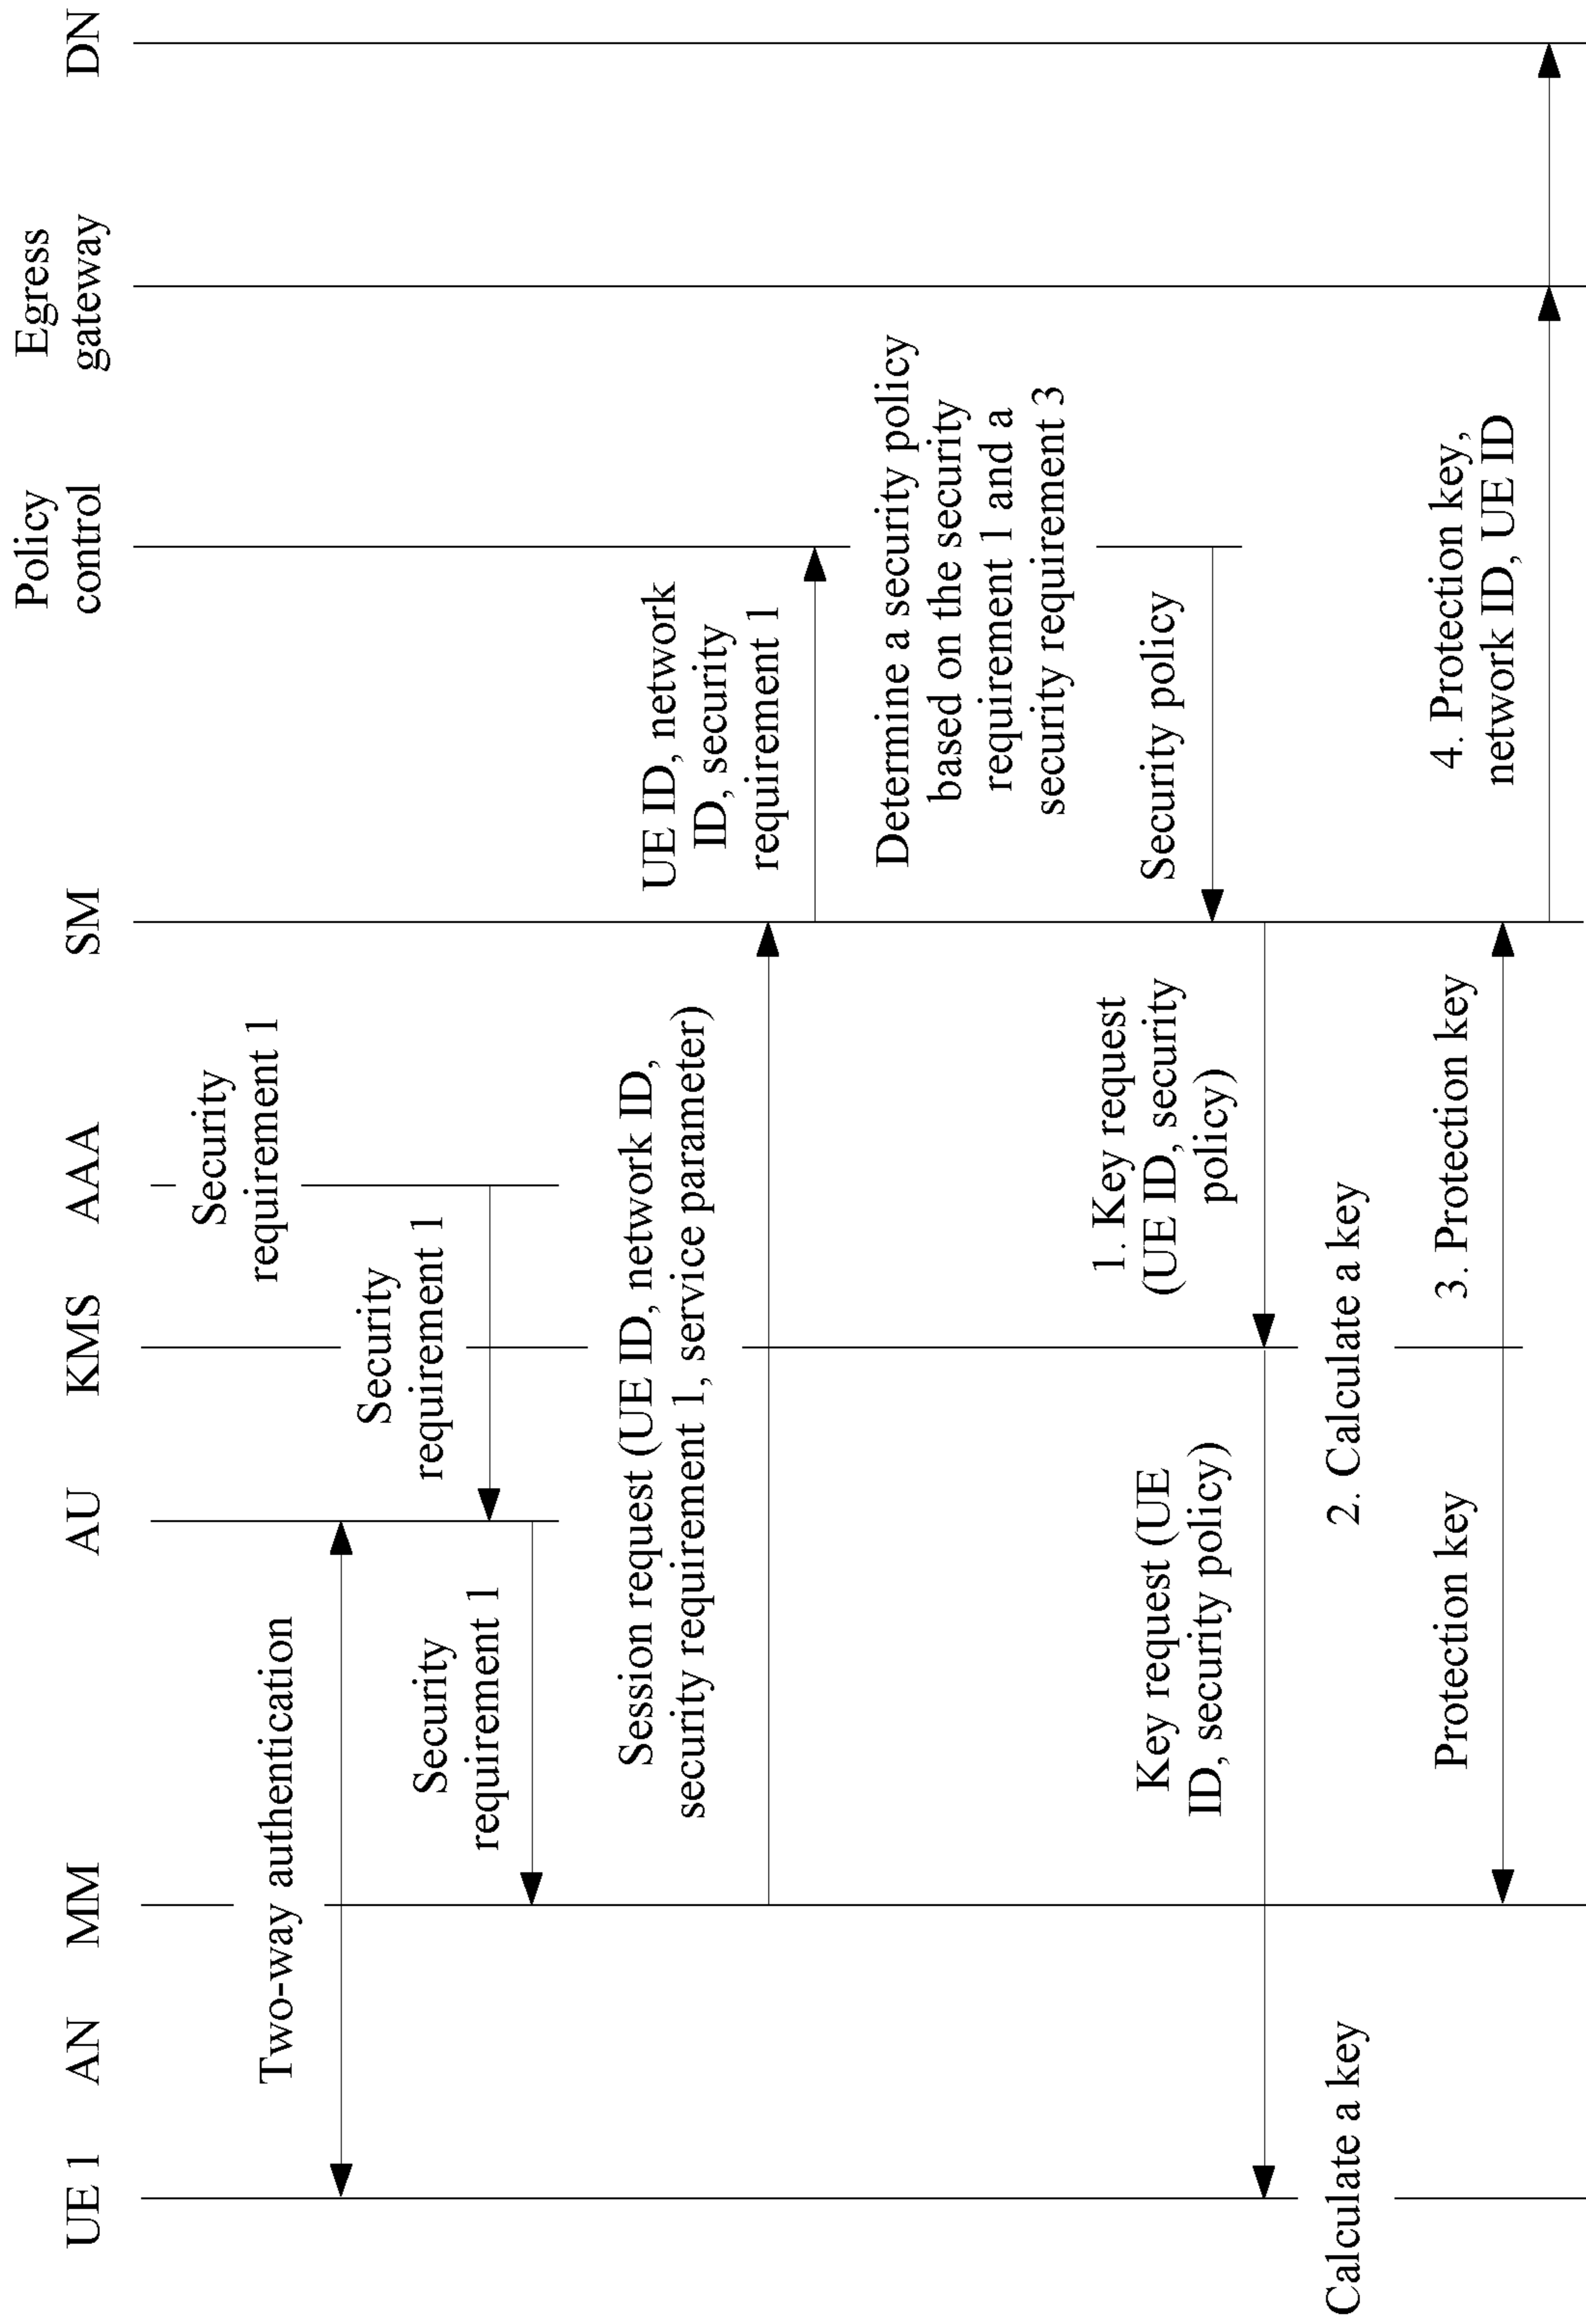 UE 1
AN
MM
AU
KMS
AAA
SM
Policy
control
Egress
gateway
DN
Security
requirement 1
Two-way authentication
Security
requirement 1
Security
requirement 1
Session request (UE ID, network ID,
security requirement 1, service parameter)
UE ID, network
ID, security
requirement 1
Determine a security policy
based on the security
requirement 1 and a
security requirement 3
Security policy
1. Key request
(UE ID, security
policy)
Key request (UE
ID, security policy)
Calculate a key
2. Calculate a key
Protection key
3. Protection key
4. Protection key,
network ID, UE ID